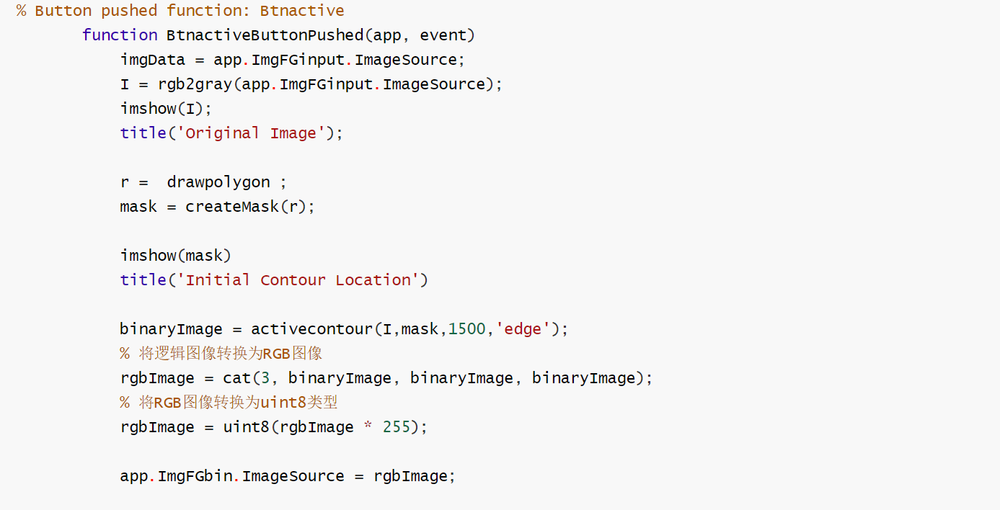 % Button pushed function: Btnactive
function BtnactiveButtonPushed(app, event)
imgData = app.ImgFGinput.ImageSource;
I = rgb2gray(app.ImgFGinput.ImageSource);
imshow(I);
title('Original Image');
r =  drawpolygon ;
mask = createMask(r);
imshow(mask)
title('Initial Contour Location')
binaryImage = activecontour(I,mask,1500,'edge');
% 将逻辑图像转换为RGB图像
rgbImage = cat(3, binaryImage, binaryImage, binaryImage);
% 将RGB图像转换为uint8类型
rgbImage = uint8(rgbImage * 255);
app.ImgFGbin.ImageSource = rgbImage;